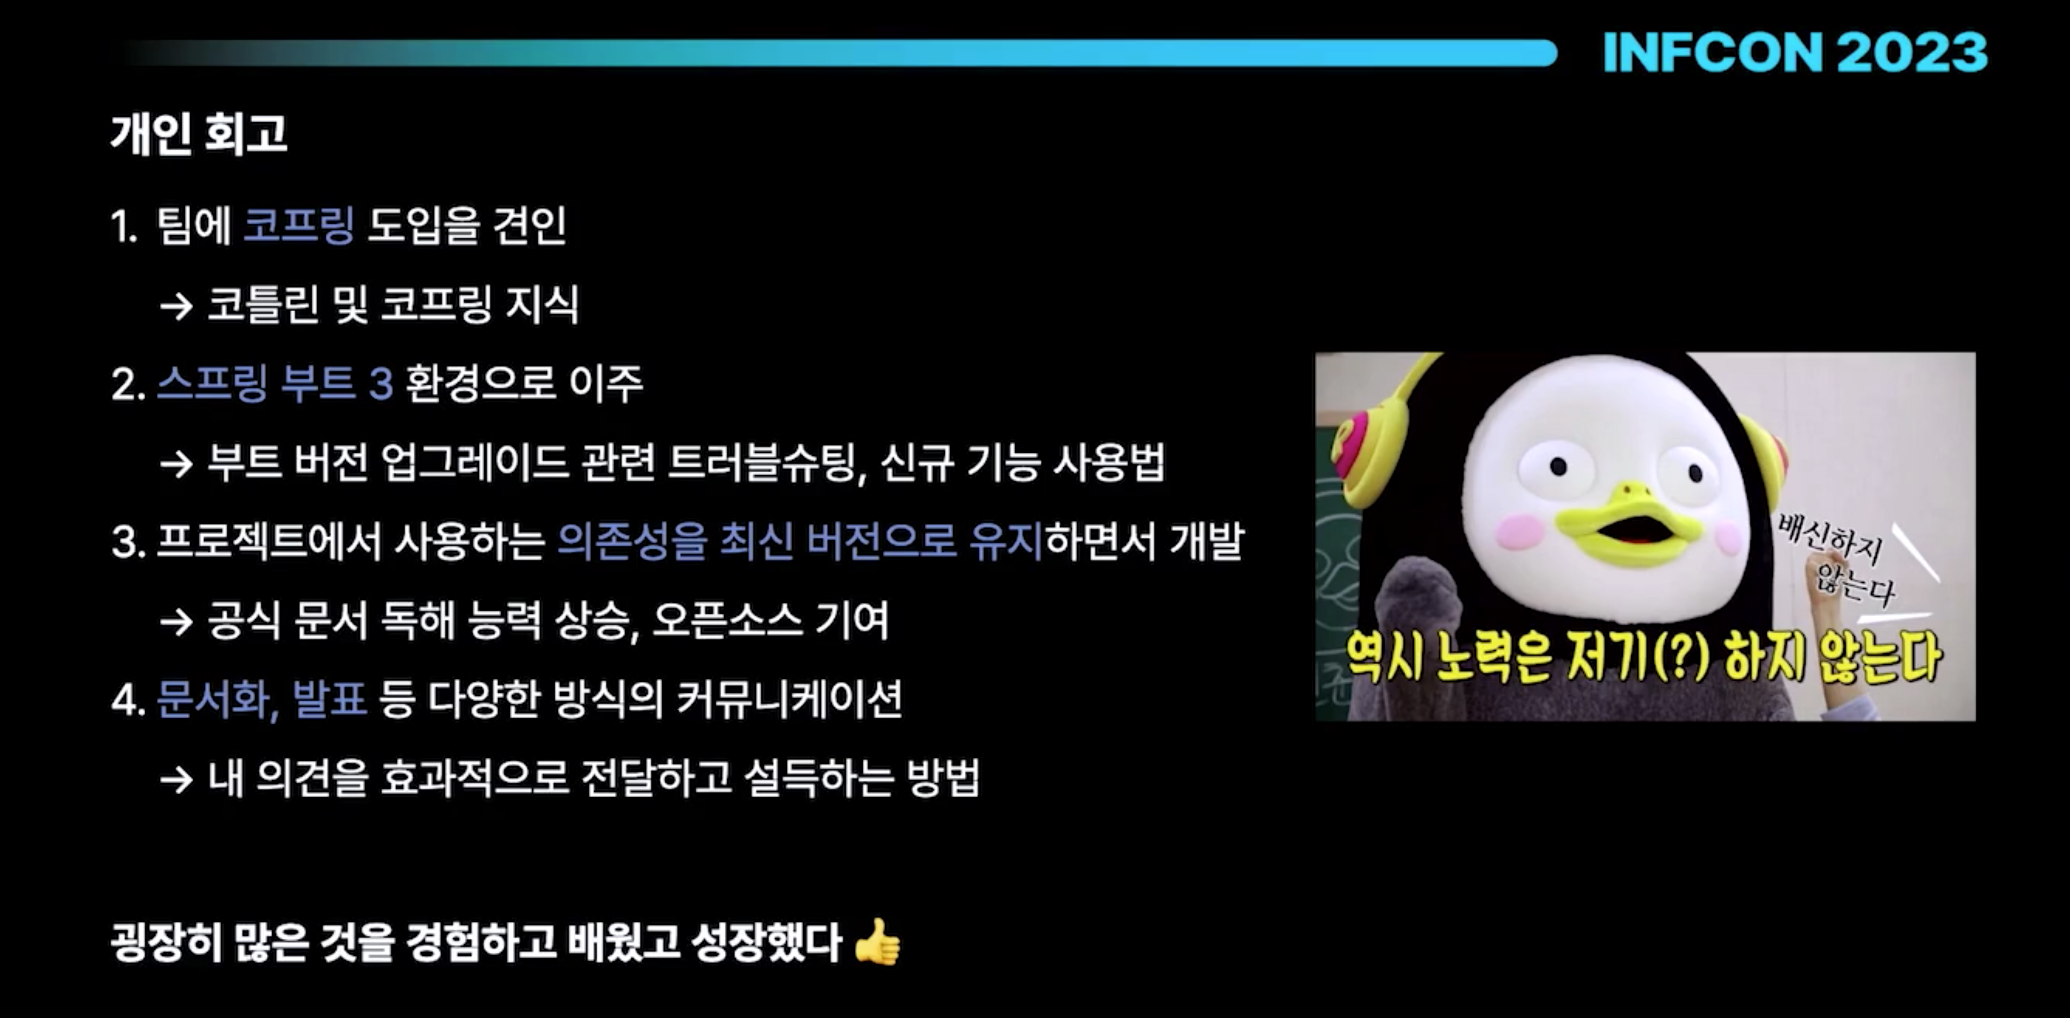 INFCON 2023
개인 회고
1. 팀에 코프링 도입을 견인
→ 코틀린 및 코프링 지식
2. 스프링 부트 3 환경으로 이주
→ 부트 버전 업그레이드 관련 트러블슈팅, 신규 기능 사용법
3. 프로젝트에서 사용하는 의존성을 최신 버전으로 유지하면서 개발
→ 공식 문서 독해 능력 상승, 오픈소스 기여
4. 문서화, 발표 등 다양한 방식의 커뮤니케이션
→ 내 의견을 효과적으로 전달하고 설득하는 방법
굉장히 많은 것을 경험하고 배웠고 성장했다 👍
배신하지
않는다
역시 노력은 저기(?) 하지 않는다